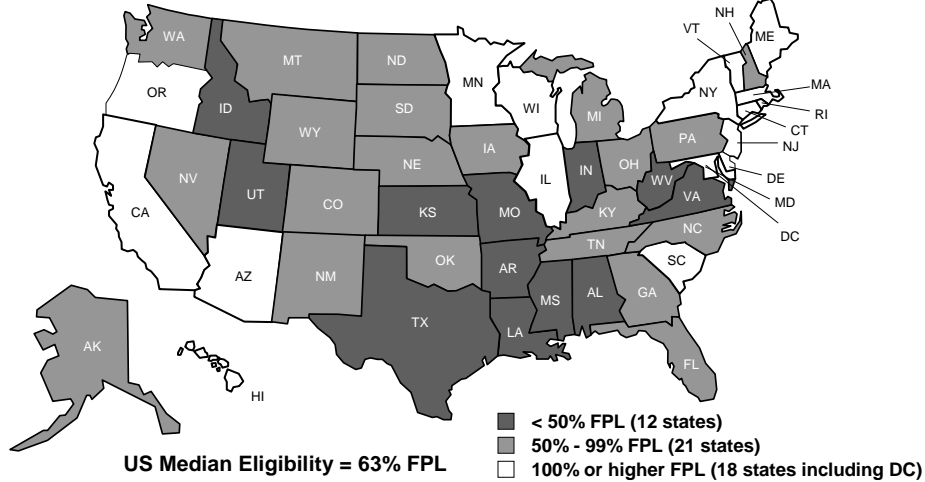 NH
WA
VT
ME
MT
ND
MN
OR
MA
NY
ID
WI
SD
RI
MI
WY
CT
PA
NJ
IA
NE
OH
DE
NV
IN
IL
WV
UT
MD
CO
VA
CA
KS
MO
KY
DC
NC
TN
OK
AZ
NM
AR
SC
MS
AL
GA
TX
LA
AK
FL
HI
< 50% FPL (12 states)
50% - 99% FPL (21 states)
US Median Eligibility = 63% FPL
100% or higher FPL (18 states including DC)